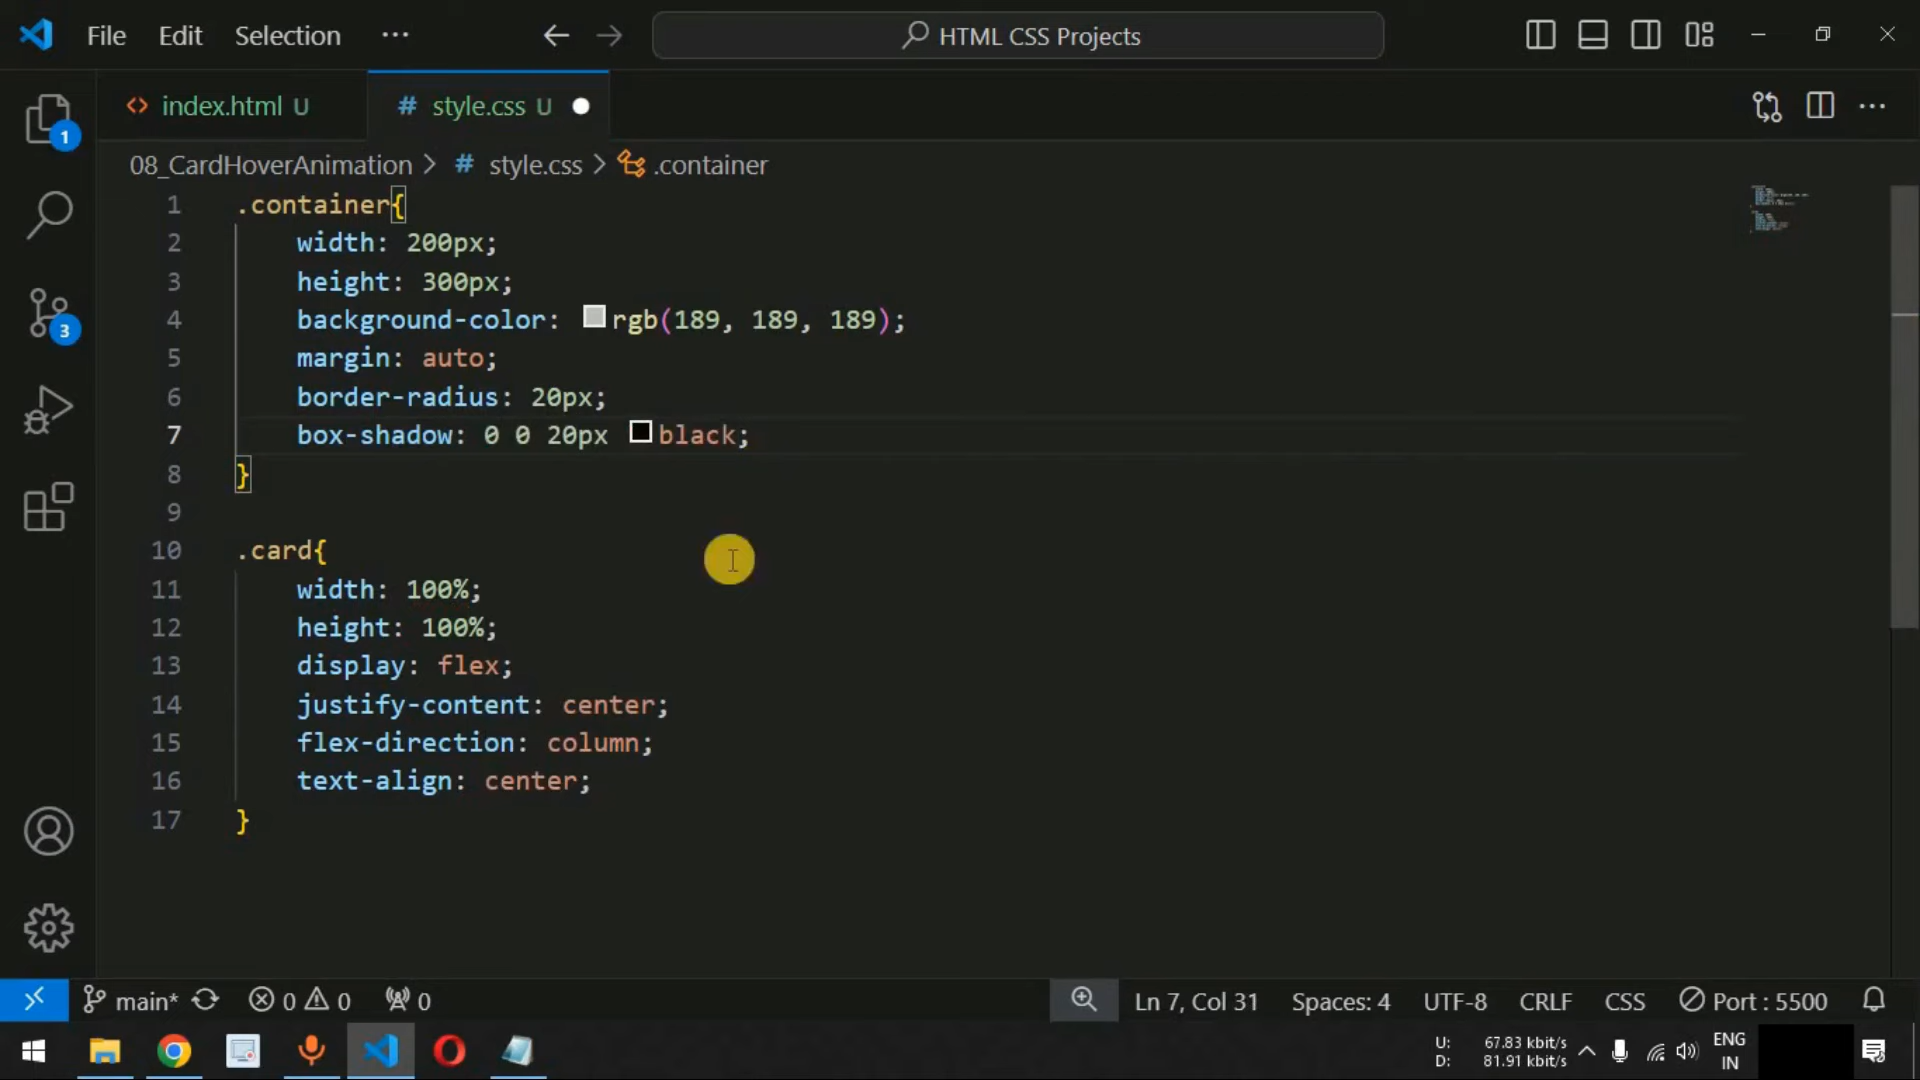 File Edit Selection ··· HTML CSS Projects
index.html U style.css U
08_CardHoverAnimation > # style.css > .container
1 .container{
2 width: 200px;
3 height: 300px;
4 background-color: rgb(189, 189, 189);
5 margin: auto;
6 border-radius: 20px;
7 box-shadow: 0 0 20px black;
8 }
9
10 .card{
11 width: 100%;
12 height: 100%;
13 display: flex;
14 justify-content: center;
15 flex-direction: column;
16 text-align: center;
17 }
1
3
main* 0 0 0 Ln 7, Col 31 Spaces: 4 UTF-8 CRLF CSS Port : 5500
U: 67.83 kbit/s
D: 81.91 kbit/s
ENG
IN